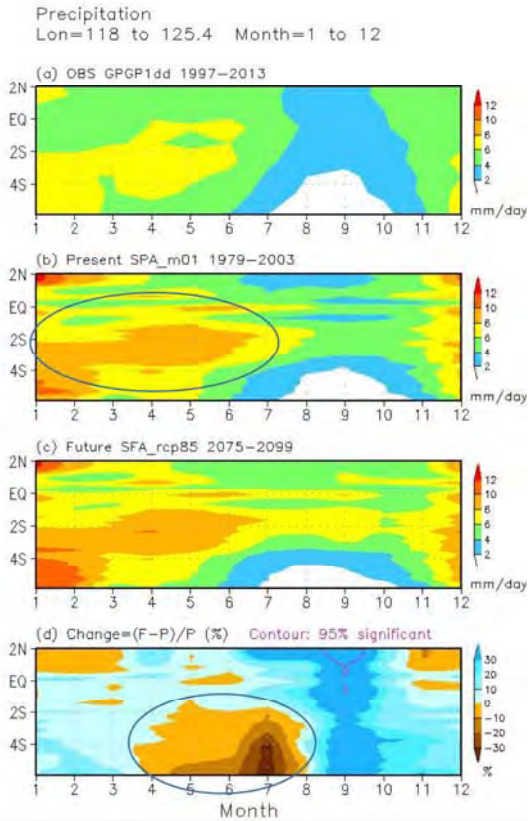 Precipitation
Lon=118 to 125.4 Month=1 to 12
(a) OBS GPGP1dd 1997−2013
2N
EQ
2S
4S
1 2 3 4 5 6 7 8 9 10 11 12
12
10
8
6
4
2
mm/day
(b) Present SPA_m01 1979−2003
2N
EQ
2S
4S
1 2 3 4 5 6 7 8 9 10 11 12
12
10
8
6
4
2
mm/day
(c) Future SFA_rcp85 2075−2099
2N
EQ
2S
4S
1 2 3 4 5 6 7 8 9 10 11 12
12
10
8
6
4
2
mm/day
(d) Change=(F−P)/P (%) Contour: 95% significant
2N
EQ
2S
4S
1 2 3 4 5 6 7 8 9 10 11 12
30
20
10
0
−10
−20
−30
%
Month